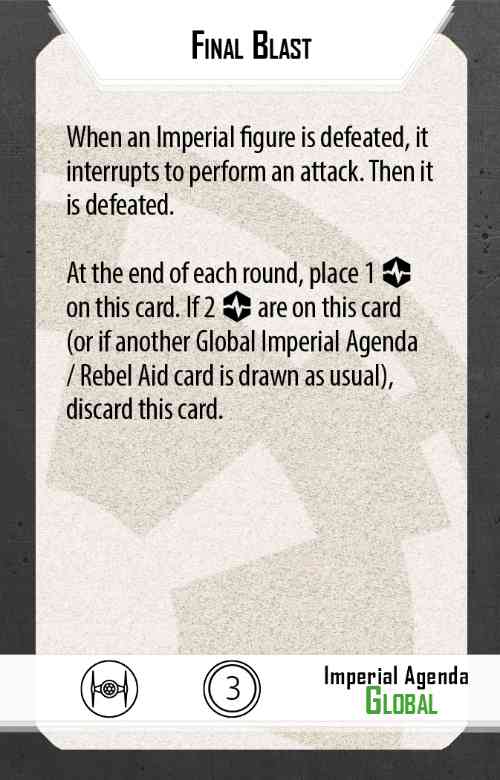 Final Blast
When an Imperial figure is defeated, it
interrupts to perform an attack. Then it
is defeated.
At the end of each round, place 1
on this card. If 2 are on this card
(or if another Global Imperial Agenda
/ Rebel Aid card is drawn as usual),
discard this card.
3
Imperial Agenda
Global